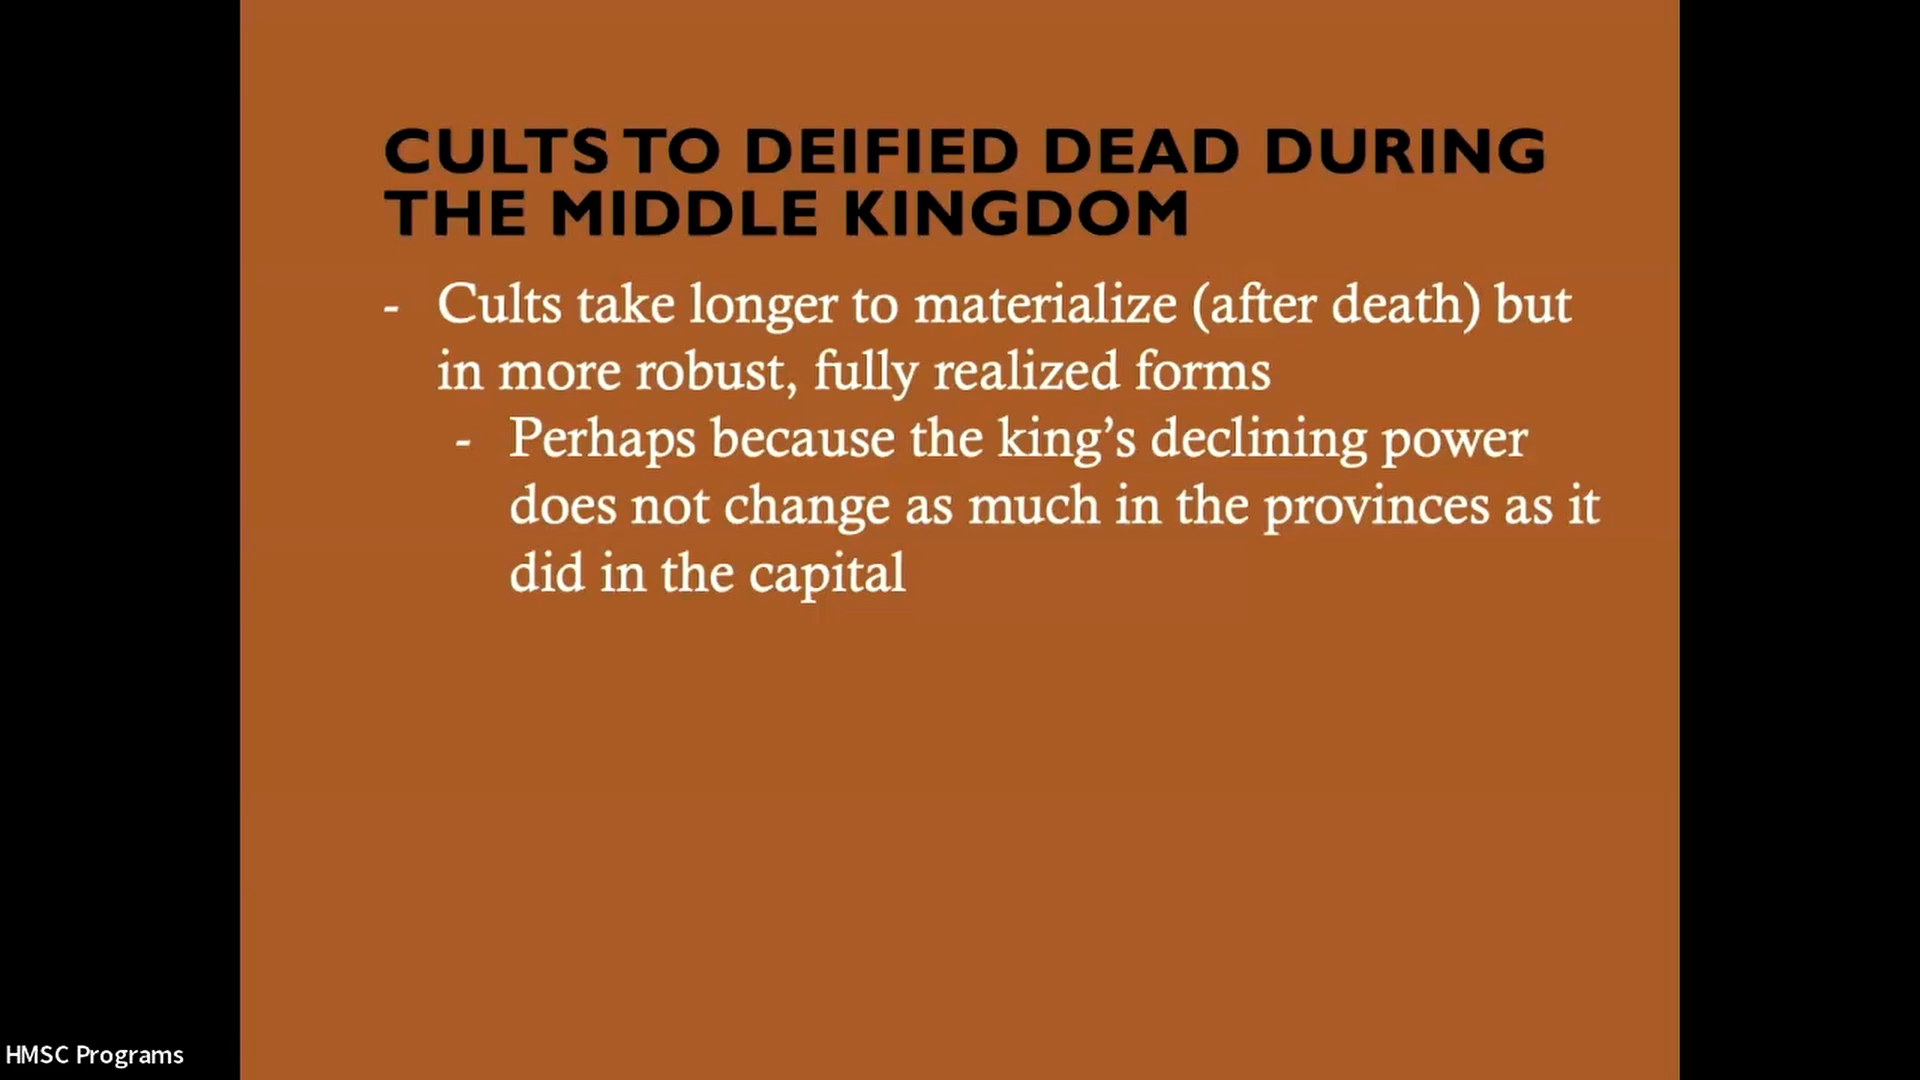 CULTS TO DEIFIED DEAD DURING
THE MIDDLE KINGDOM
- Cults take longer to materialize (after death) but
in more robust, fully realized forms
- Perhaps because the king’s declining power
does not change as much in the provinces as it
did in the capital
HMSC Programs